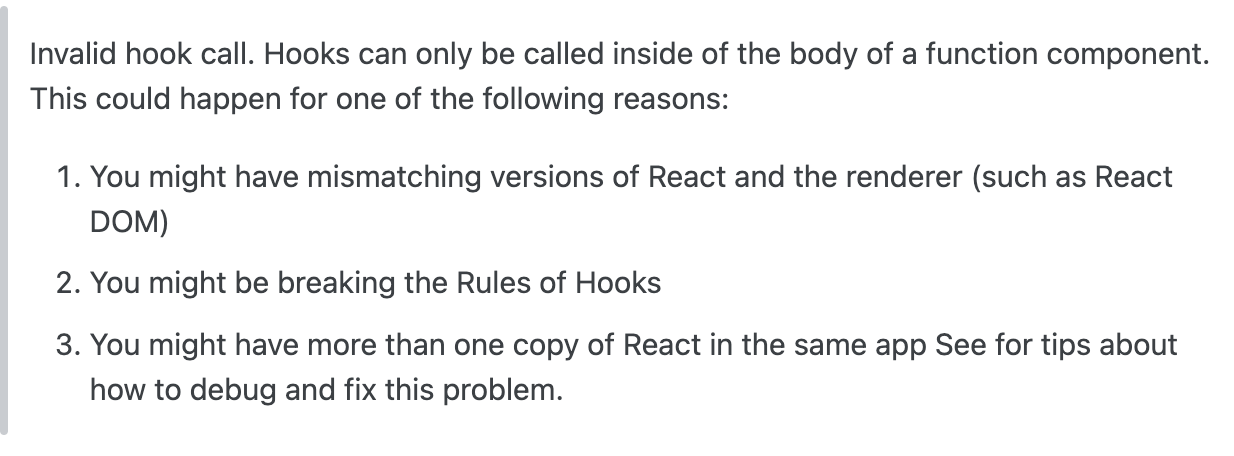 Invalid hook call. Hooks can only be called inside of the body of a function component.
This could happen for one of the following reasons:
1. You might have mismatching versions of React and the renderer (such as React
DOM)
2. You might be breaking the Rules of Hooks
3. You might have more than one copy of React in the same app See for tips about
how to debug and fix this problem.